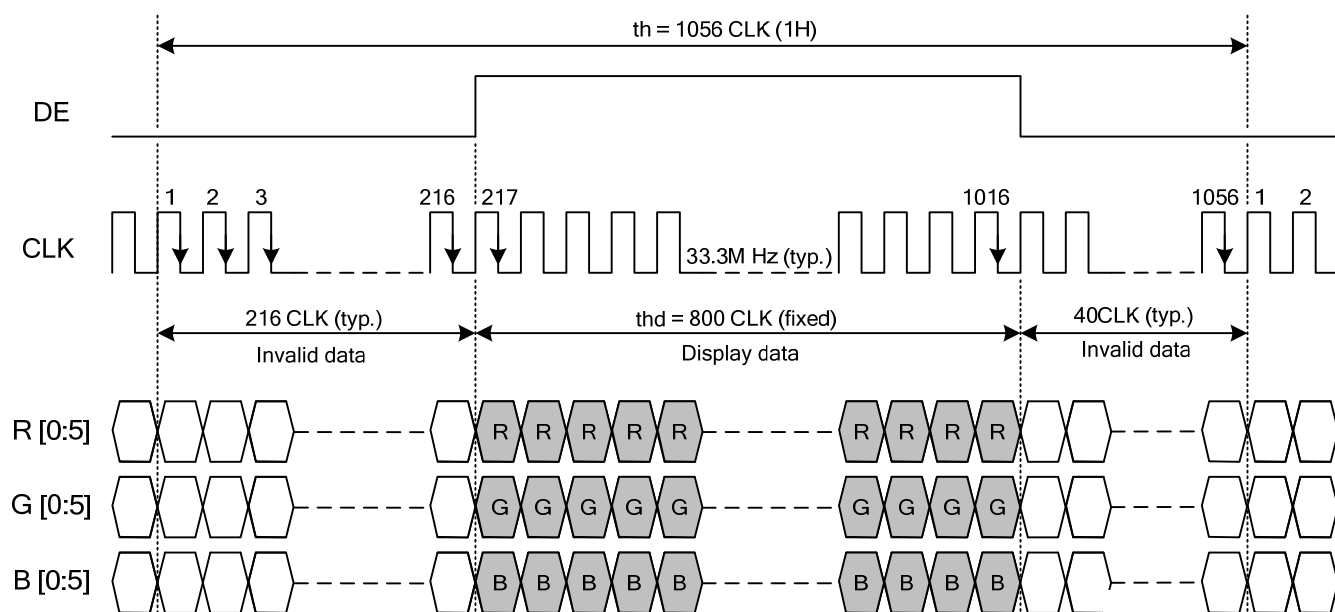 th = 1056 CLK (1H)
DE
1 2 3 216 217 1016 1056 1 2
CLK
33.3M Hz (typ.)
216 CLK (typ.) thd = 800 CLK (fixed) 40CLK (typ.)
Invalid data Display data Invalid data
R [0:5] R R R R R R R R R
G [0:5] G G G G G G G G G
B [0:5] B B B B B B B B B